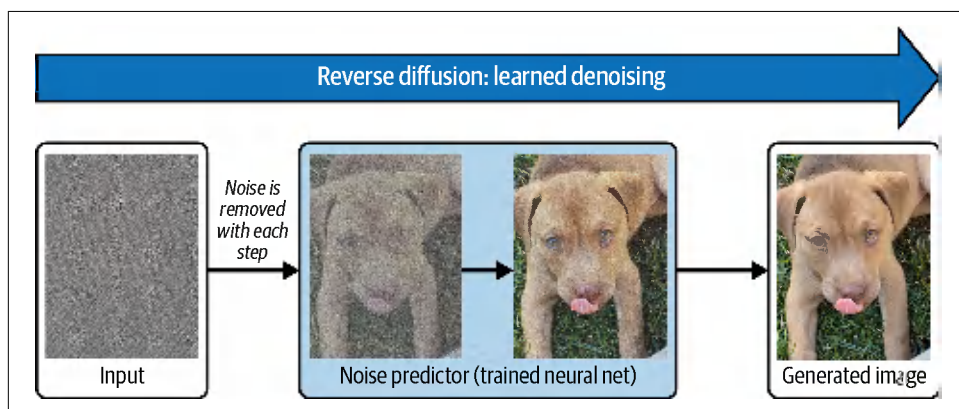 Reverse diffusion: learned denoising
Noise is
removed
with each
step
Input
Noise predictor (trained neural net)
Generated image